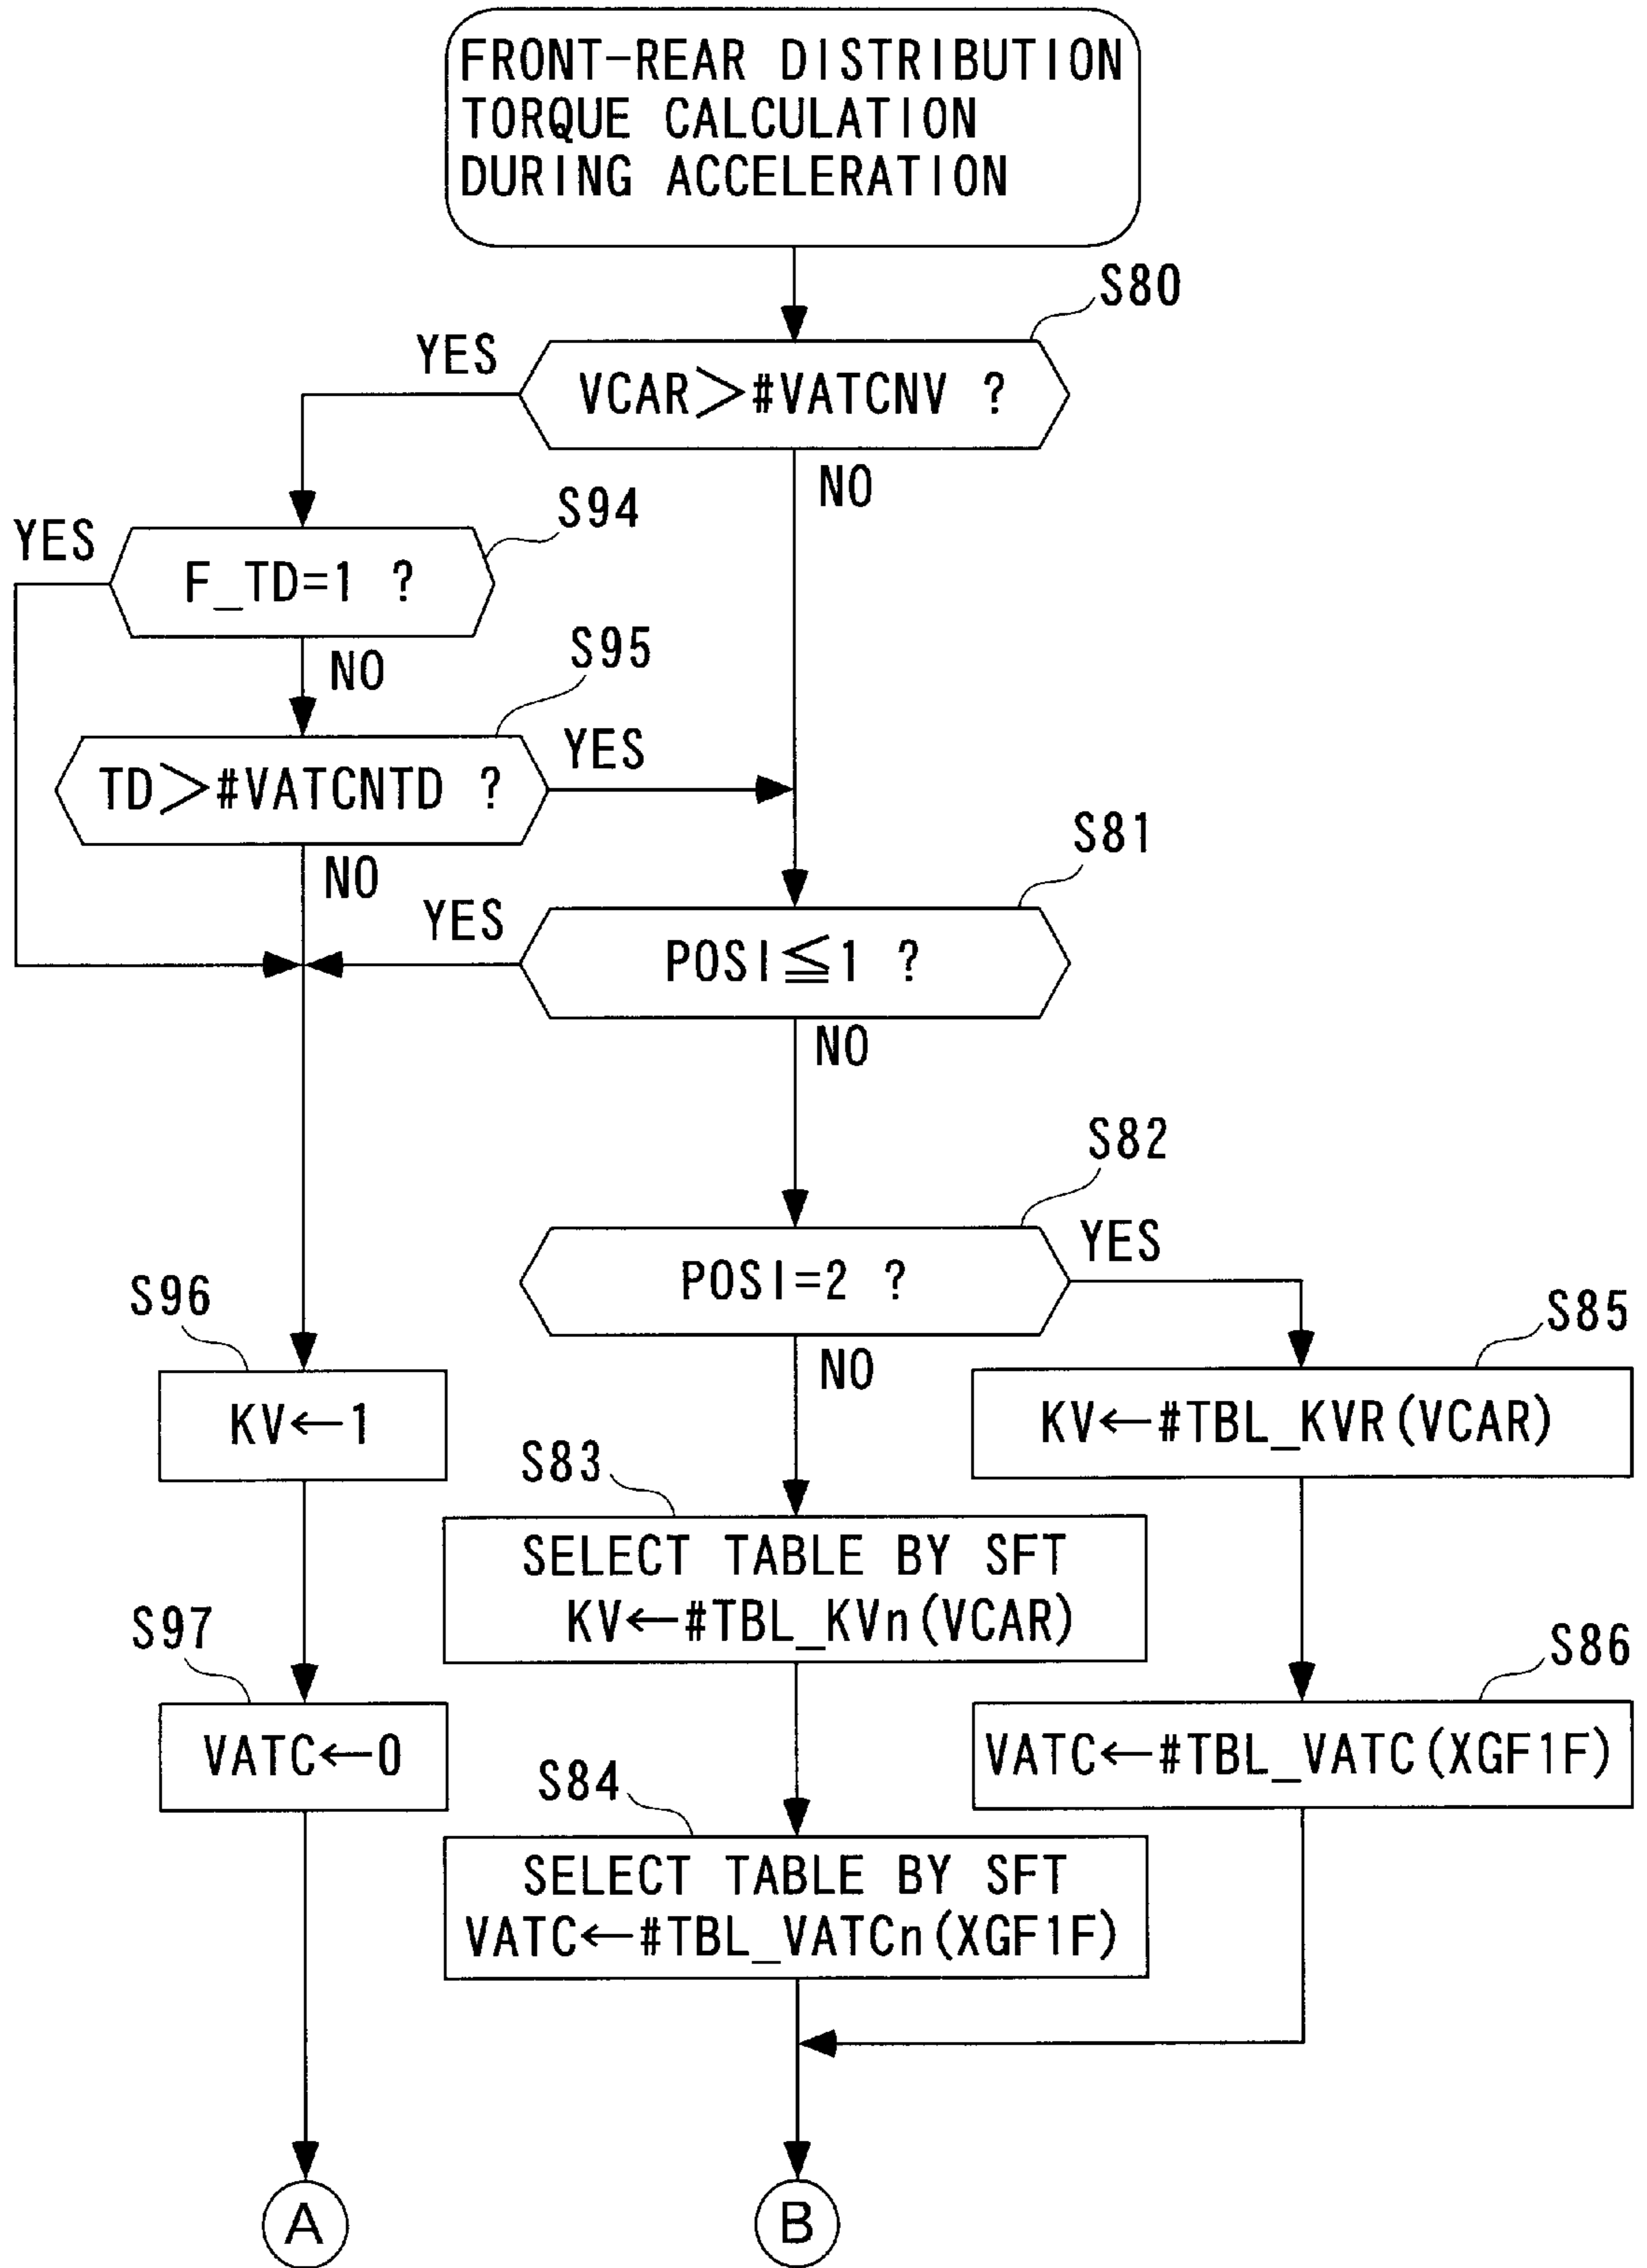 FRONT-REAR DISTRIBUTION
TORQUE CALCULATION
DURING ACCELERATION
S80
YES
VCAR>#VATCNV ?
NO
S94
YES
F_TD=1 ?
NO
S95
TD>#VATCNTD ?
YES
NO
S81
YES
POSI≦1 ?
NO
S82
POSI=2 ?
YES
NO
S96
KV←1
S85
KV←#TBL_KVR(VCAR)
S83
SELECT TABLE BY SFT
KV←#TBL_KVn(VCAR)
S97
VATC←0
S86
VATC←#TBL_VATC(XGF1F)
S84
SELECT TABLE BY SFT
VATC←#TBL_VATCn(XGF1F)
A
B